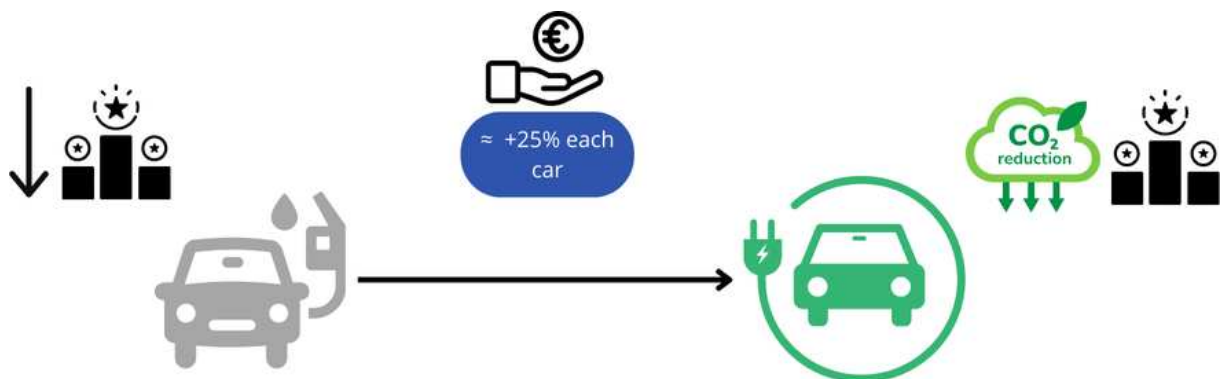 €
≈ +25% each
car
CO₂
reduction